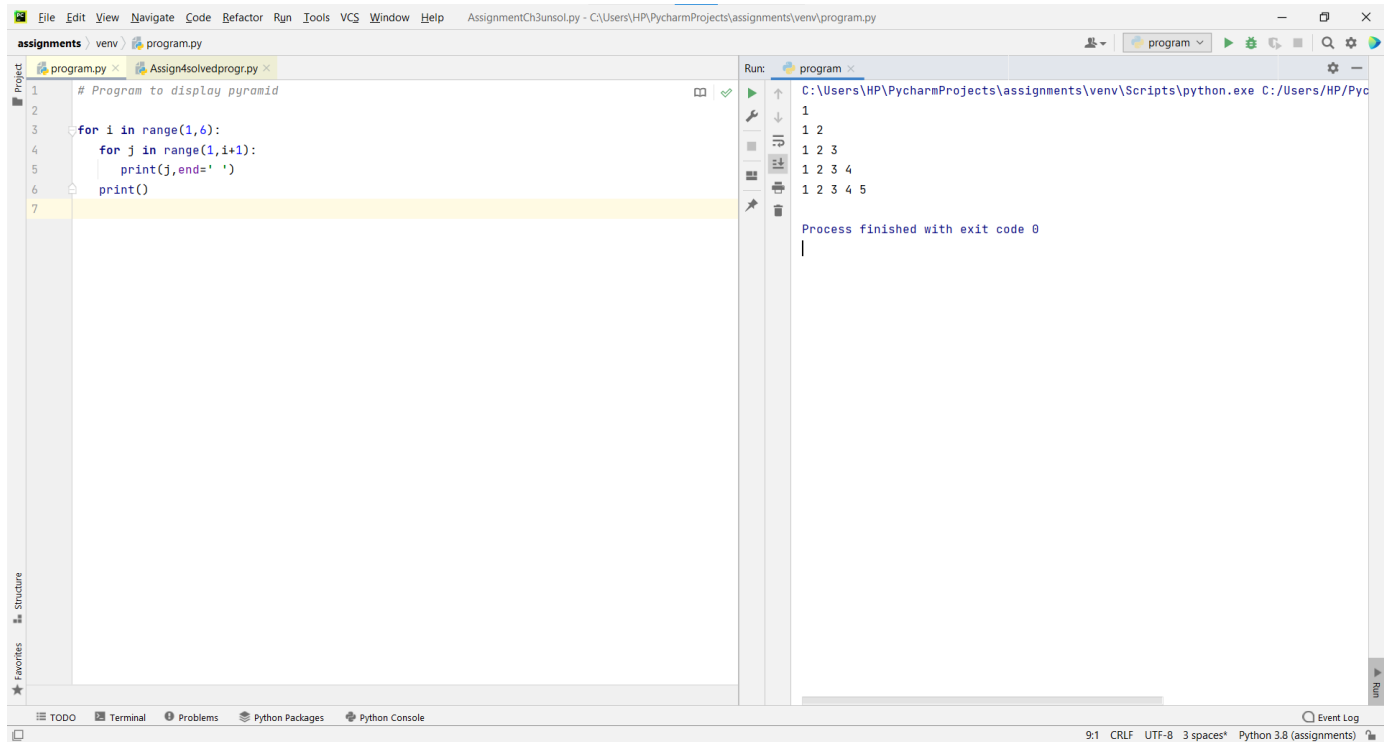 File Edit View Navigate Code Refactor Run Tools VCS Window Help AssignmentCh3unsol.py - C:\Users\HP\PycharmProjects\assignments\venv\program.py
assignments venv program.py
program
program.py Assign4solvedprogr.py
Project
1 # Program to display pyramid
2
3 for i in range(1,6):
4    for j in range(1,i+1):
5       print(j,end=' ')
6    print()
7
Run: program
C:\Users\HP\PycharmProjects\assignments\venv\Scripts\python.exe C:/Users/HP/Pyc
1
1 2
1 2 3
1 2 3 4
1 2 3 4 5
Process finished with exit code 0
Structure
Favorites
Run
TODO Terminal Problems Python Packages Python Console Event Log
9:1 CRLF UTF-8 3 spaces* Python 3.8 (assignments)